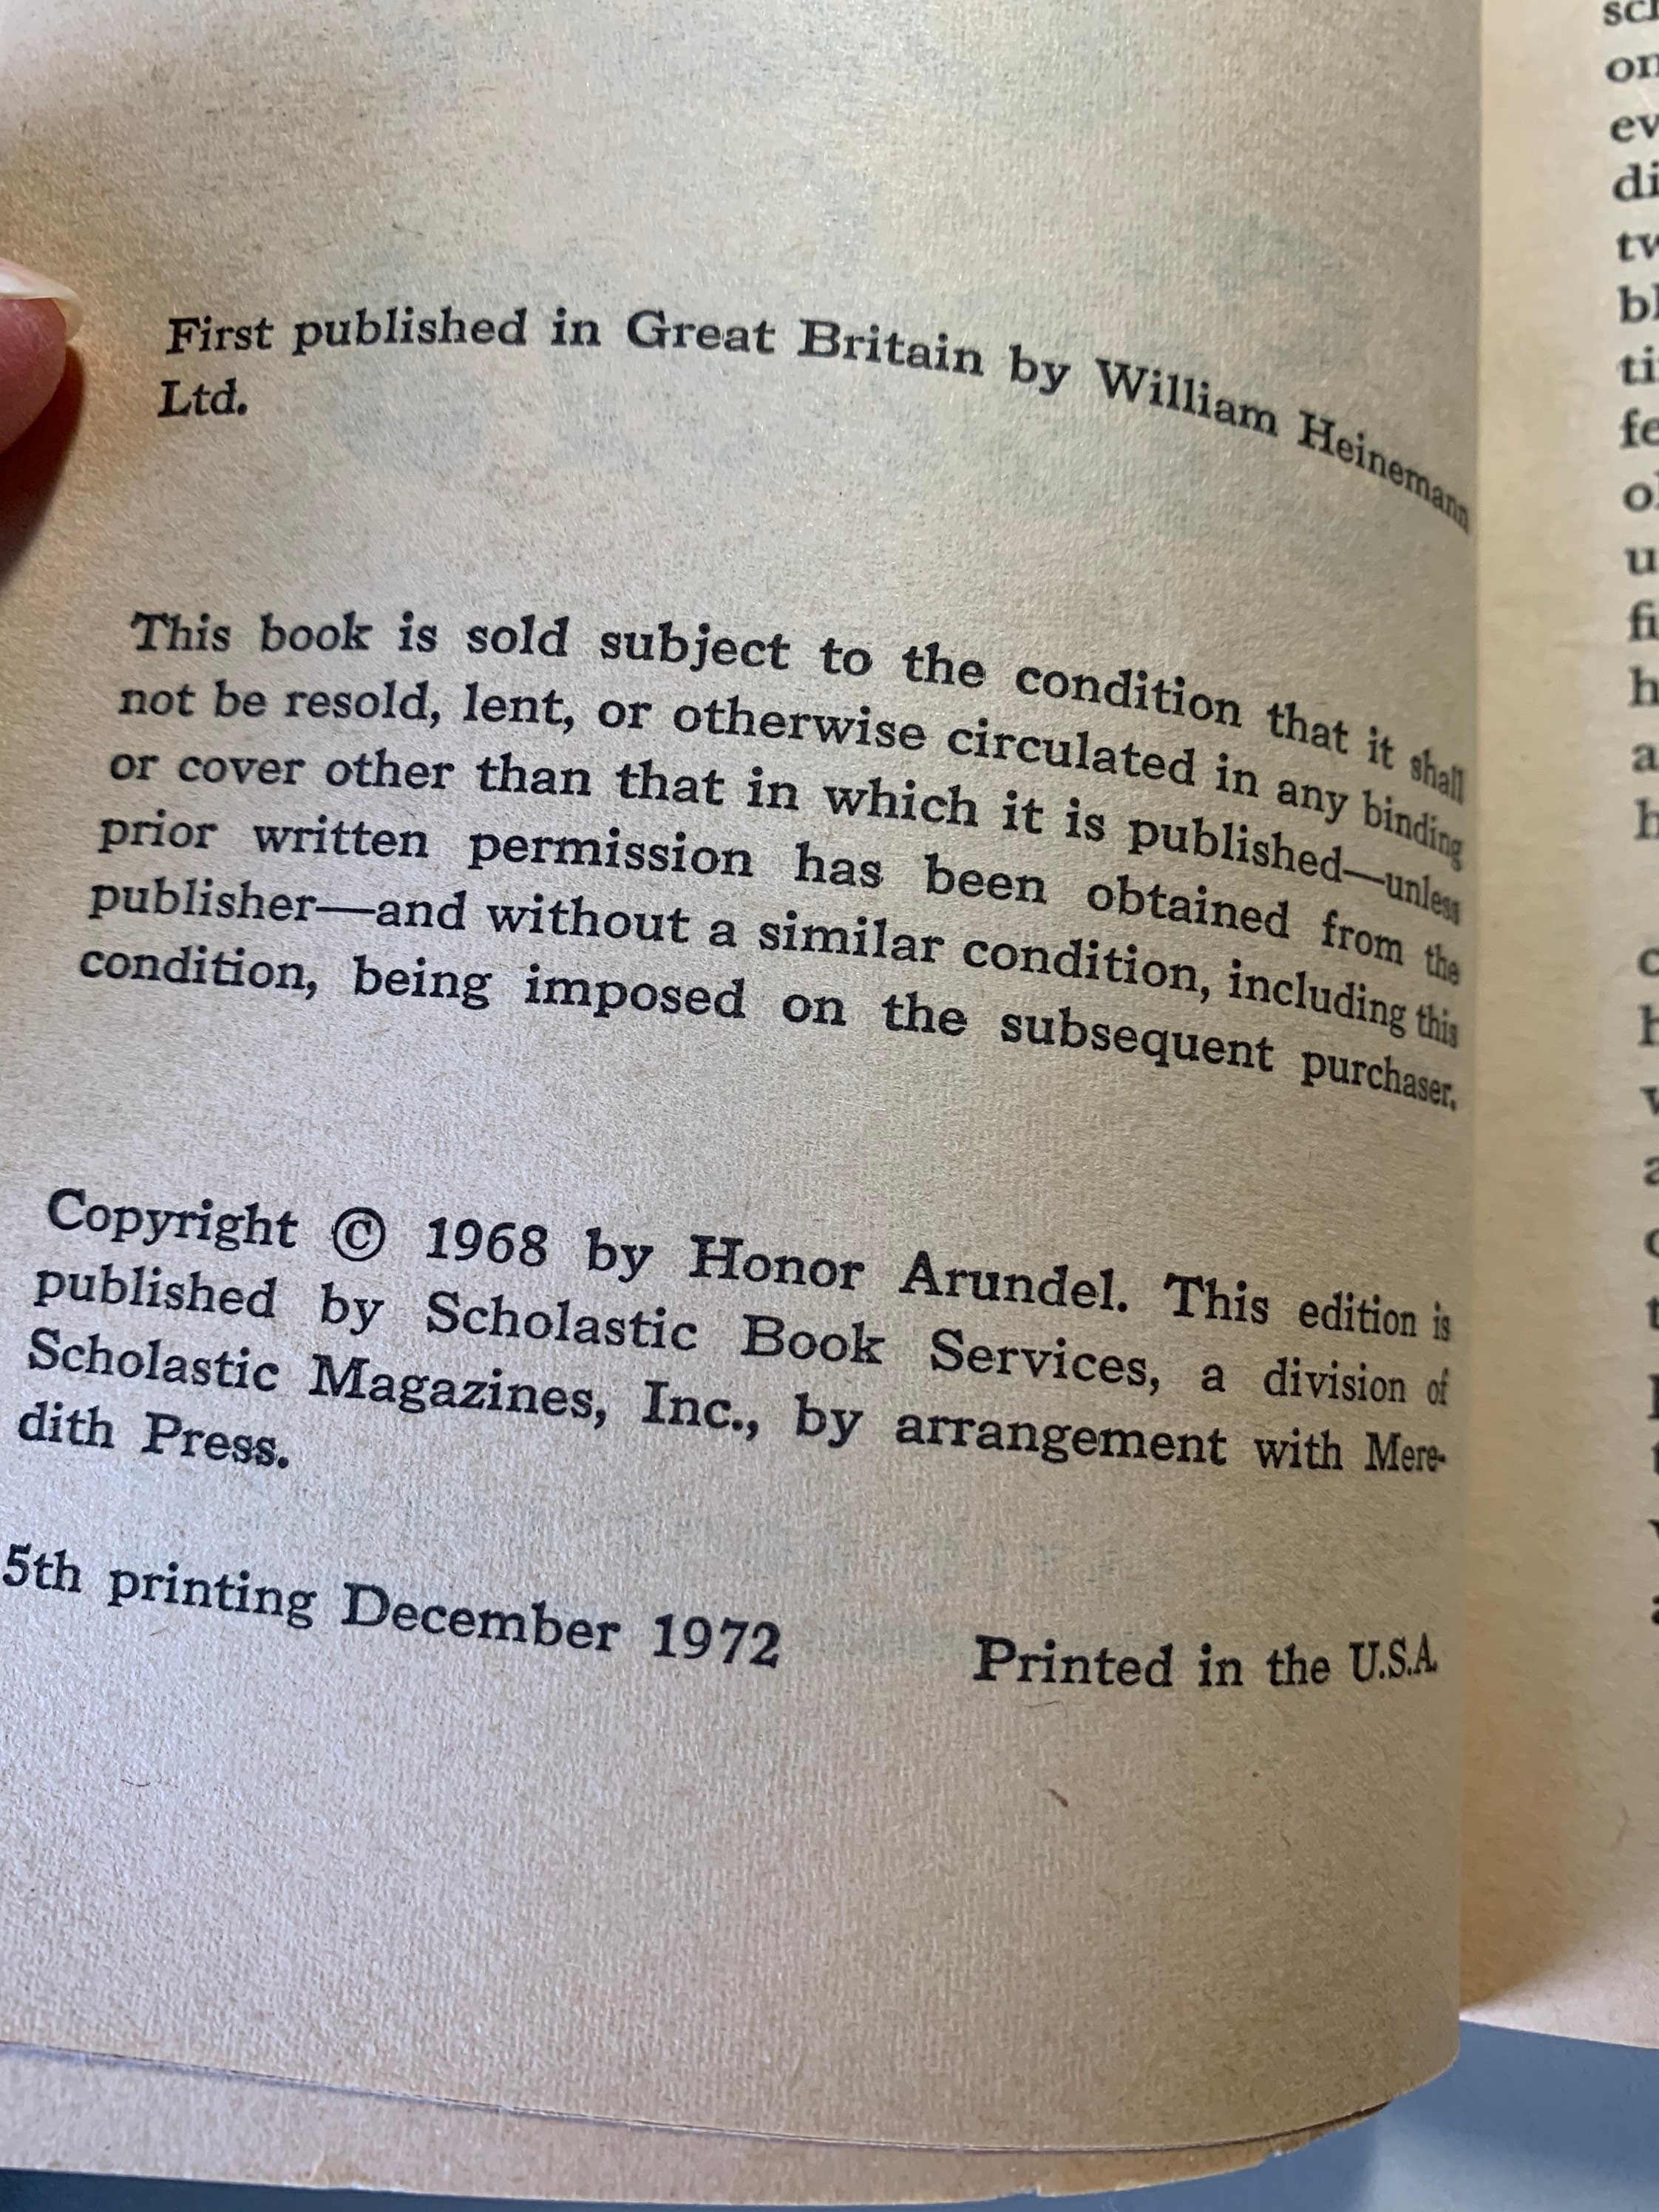 First published in Great Britain by William Heinemann
Ltd.
This book is sold subject to the condition that it shall
not be resold, lent, or otherwise circulated in any binding
or cover other than that in which it is published—unless
prior written permission has been obtained from the
publisher—and without a similar condition, including this
condition, being imposed on the subsequent purchaser.
Copyright © 1968 by Honor Arundel. This edition is
published by Scholastic Book Services, a division of
Scholastic Magazines, Inc., by arrangement with Mere-
dith Press.
5th printing December 1972 Printed in the U.S.A.